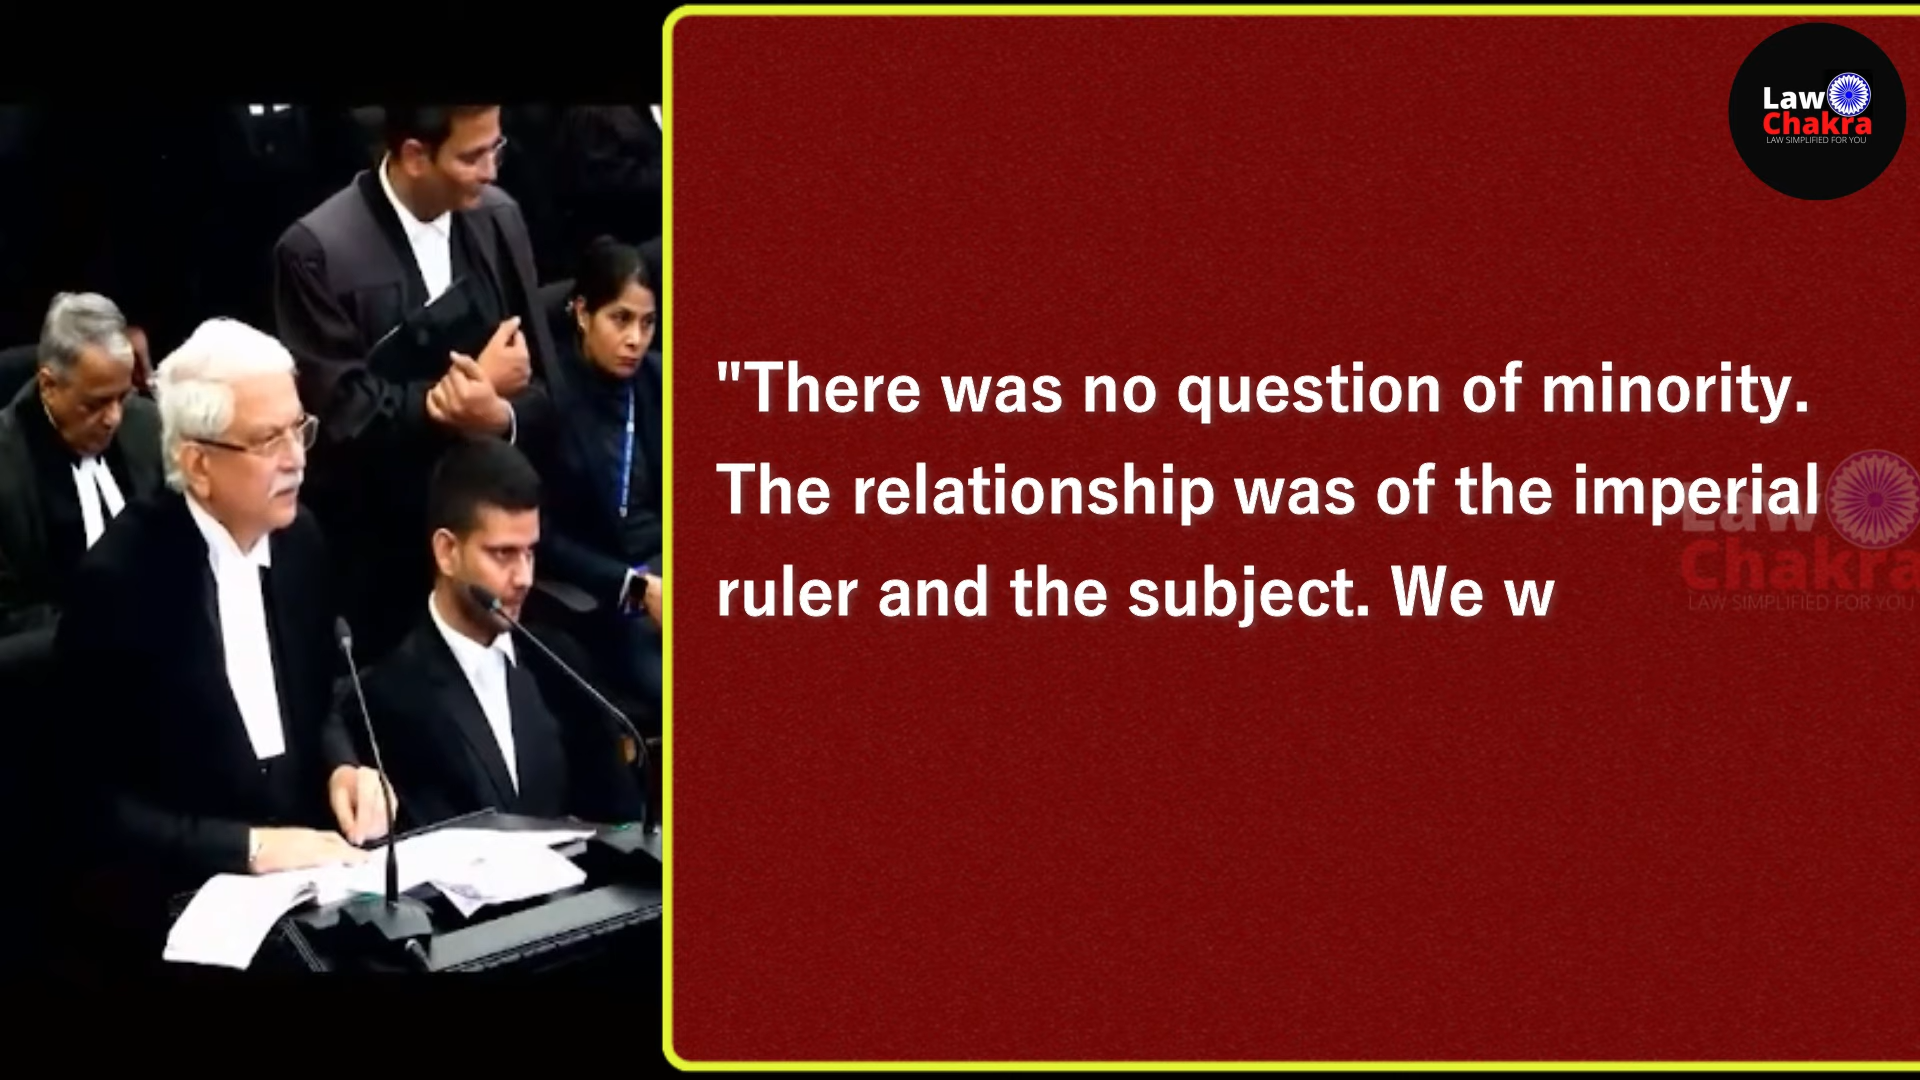 Law
Chakra
LAW SIMPLIFIED FOR YOU
"There was no question of minority.
The relationship was of the imperial
ruler and the subject. We w
Law
Chakra
LAW SIMPLIFIED FOR YOU